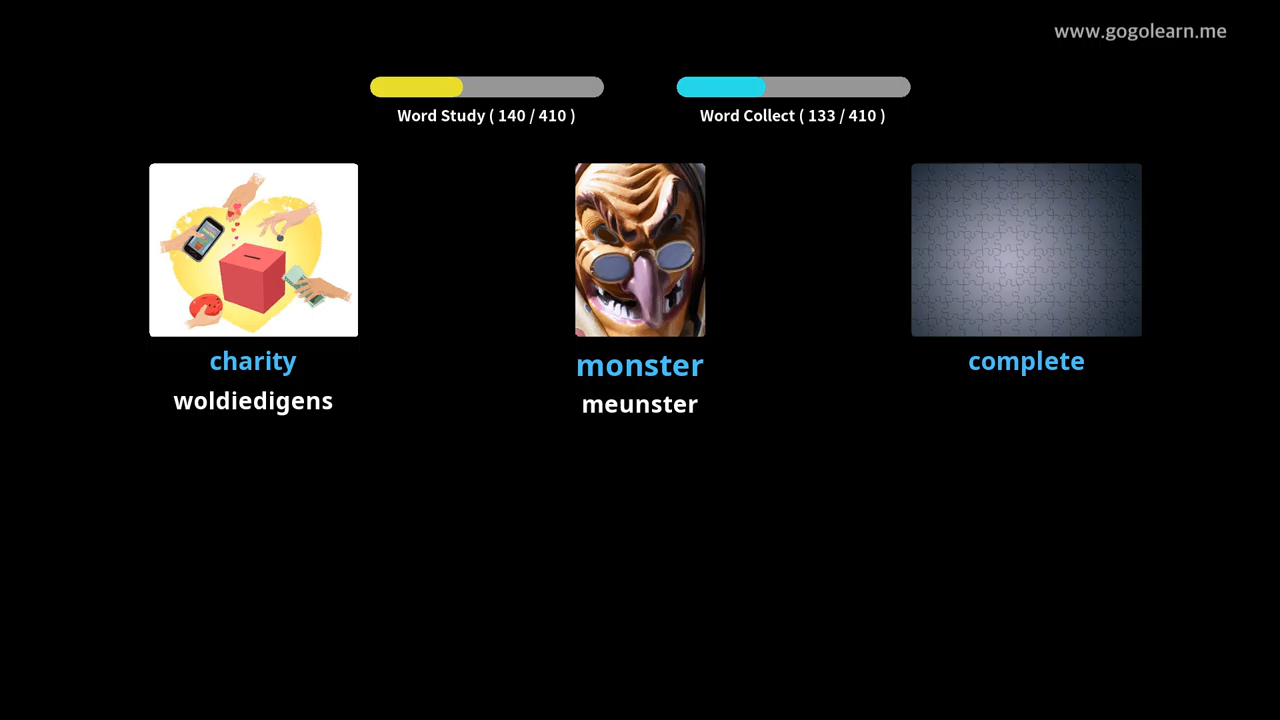 www.gogolearn.me
Word Study ( 140 / 410 )
Word Collect ( 133 / 410 )
charity
monster
complete
woldiedigens
meunster